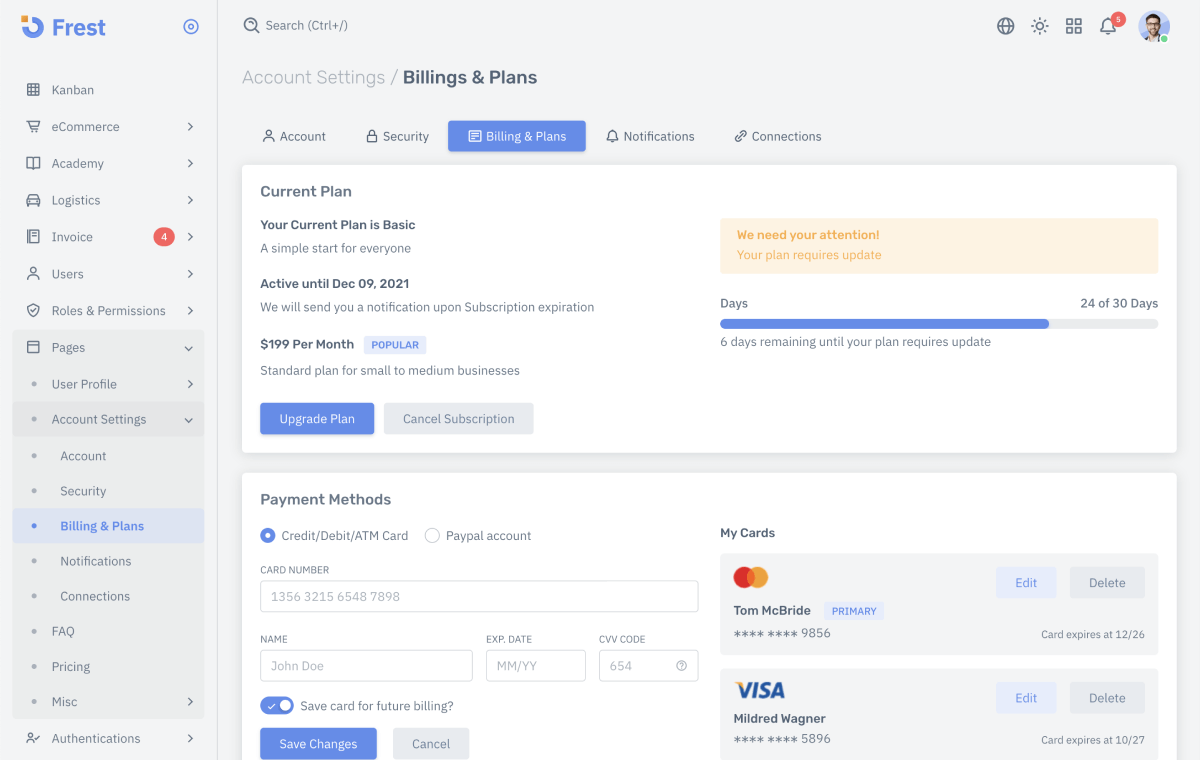 Frest
Kanban
eCommerce
Academy
Logistics
Invoice 4
Users
Roles & Permissions
Pages
User Profile
Account Settings
Account
Security
Billing & Plans
Notifications
Connections
FAQ
Pricing
Misc
Authentications
Search (Ctrl+/)
5
Account Settings / Billings & Plans
Account Security Billing & Plans Notifications Connections
Current Plan
Your Current Plan is Basic
A simple start for everyone
Active until Dec 09, 2021
We will send you a notification upon Subscription expiration
$199 Per Month POPULAR
Standard plan for small to medium businesses
Upgrade Plan Cancel Subscription
We need your attention!
Your plan requires update
Days 24 of 30 Days
6 days remaining until your plan requires update
Payment Methods
Credit/Debit/ATM Card Paypal account
CARD NUMBER
1356 3215 6548 7898
NAME EXP. DATE CVV CODE
John Doe MM/YY 654
Save card for future billing?
Save Changes Cancel
My Cards
Edit Delete
Tom McBride PRIMARY
**** **** 9856 Card expires at 12/26
VISA Edit Delete
Mildred Wagner
**** **** 5896 Card expires at 10/27